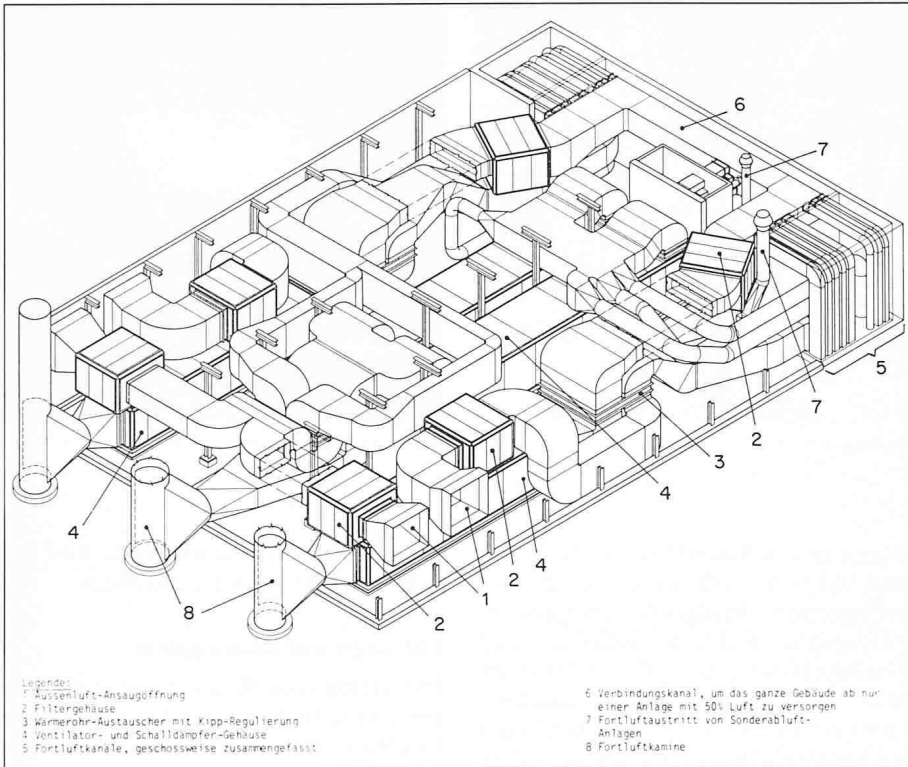 6
7
5
7
2
3
4
4
2
1
2
8
4
Legende:
1 Aussenluft-Ansaugöffnung
2 Filtergehäuse
3 Warmerohr-Austauscher mit Kipp-Regulierung
4 Ventilator- und Schalldämpfer-Gehäuse
5 Fortluftkanäle, geschossweise zusammengefasst
6 Verbindungskanal, um das ganze Gebäude ab nur
einer Anlage mit 50% Luft zu versorgen
7 Fortluftaustritt von Sonderabluft-
Anlagen
8 Fortluftkamine